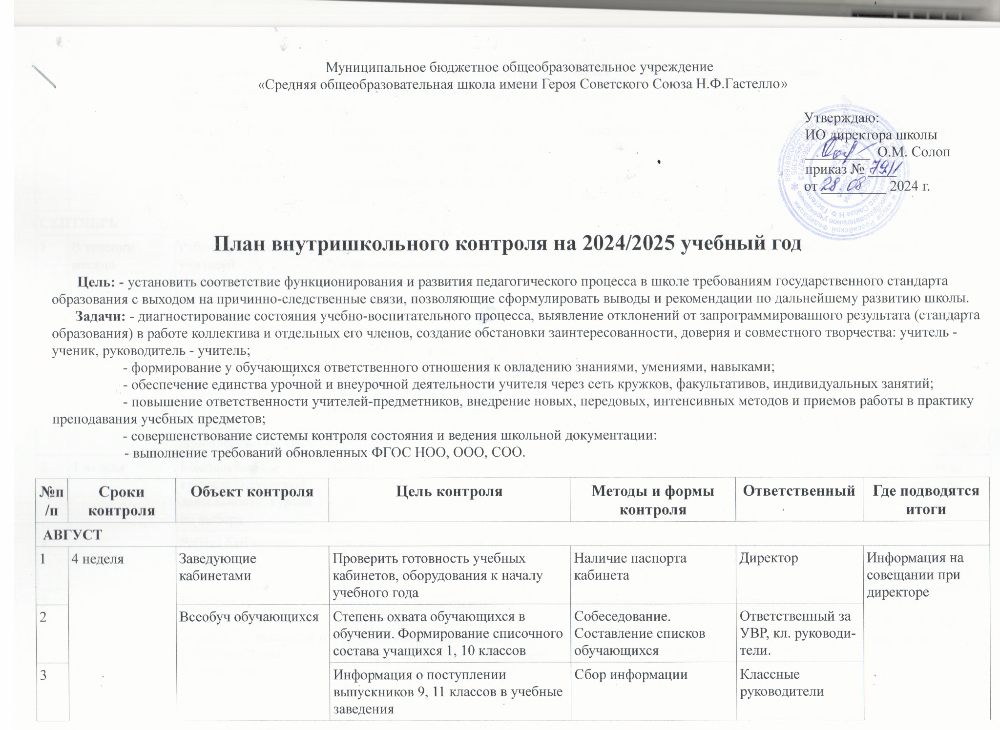 Муниципальное бюджетное общеобразовательное учреждение
«Средняя общеобразовательная школа имени Героя Советского Союза Н.Ф.Гастелло»
Утверждаю:
ИО директора школы
О.М. Солоп
приказ №
от 28.08 2024 г.
План внутришкольного контроля на 2024/2025 учебный год
Цель: - установить соответствие функционирования и развития педагогического процесса в школе требованиям государственного стандарта
образования с выходом на причинно-следственные связи, позволяющие сформулировать выводы и рекомендации по дальнейшему развитию школы.
Задачи: - диагностирование состояния учебно-воспитательного процесса, выявление отклонений от запрограммированного результата (стандарта
образования) в работе коллектива и отдельных его членов, создание обстановки заинтересованности, доверия и совместного творчества: учитель -
ученик, руководитель - учитель;
- формирование у обучающихся ответственного отношения к овладению знаниями, умениями, навыками;
- обеспечение единства урочной и внеурочной деятельности учителя через сеть кружков, факультативов, индивидуальных занятий;
- повышение ответственности учителей-предметников, внедрение новых, передовых, интенсивных методов и приемов работы в практику
преподавания учебных предметов;
- совершенствование системы контроля состояния и ведения школьной документации:
- выполнение требований обновленных ФГОС НОО, ООО, СОО.
№п
/п
Сроки
контроля
Объект контроля
Цель контроля
Методы и формы
контроля
Ответственный
Где подводятся
итоги
АВГУСТ
1
4 неделя
Заведующие
кабинетами
Проверить готовность учебных
кабинетов, оборудования к началу
учебного года
Наличие паспорта
кабинета
Директор
Информация на
совещании при
директоре
2
Всеобуч обучающихся
Степень охвата обучающихся в
обучении. Формирование списочного
состава учащихся 1, 10 классов
Собеседование.
Составление списков
обучающихся
Ответственный за
УВР, кл. руководи-
тели.
3
Информация о поступлении
выпускников 9, 11 классов в учебные
заведения
Сбор информации
Классные
руководители